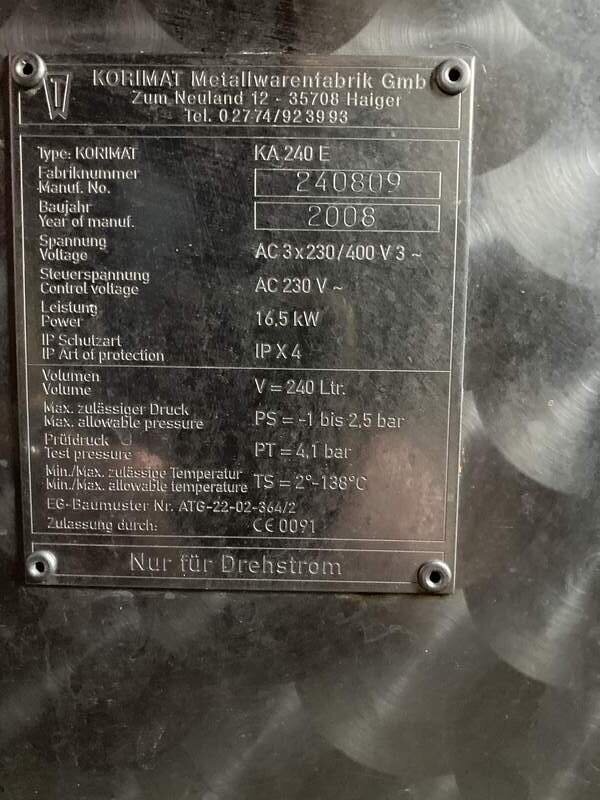 KORIMAT Metallwarenfabrik GmbH
Zum Neuland 12 - 35708 Haiger
Tel. 02774/923993
Type: KORIMAT KA 240 E
Fabriknummer
Manuf. No. 240809
Baujahr
Year of manuf. 2008
Spannung
Voltage AC 3x230/400 V 3 ~
Steuerspannung
Control voltage AC 230 V ~
Leistung
Power 16,5 kW
IP Schutzart
IP Art of protection IP X 4
Volumen
Volume V = 240 Ltr.
Max. zulässiger Druck
Max. allowable pressure PS = -1 bis 2,5 bar
Prüfdruck
Test pressure PT = 4,1 bar
Min./Max. zulässige Temperatur
Min./Max. allowable temperature TS = 2°-138°C
EG-Baumuster Nr. ATG-22-02-364/2
Zulassung durch: CE 0091
Nur für Drehstrom